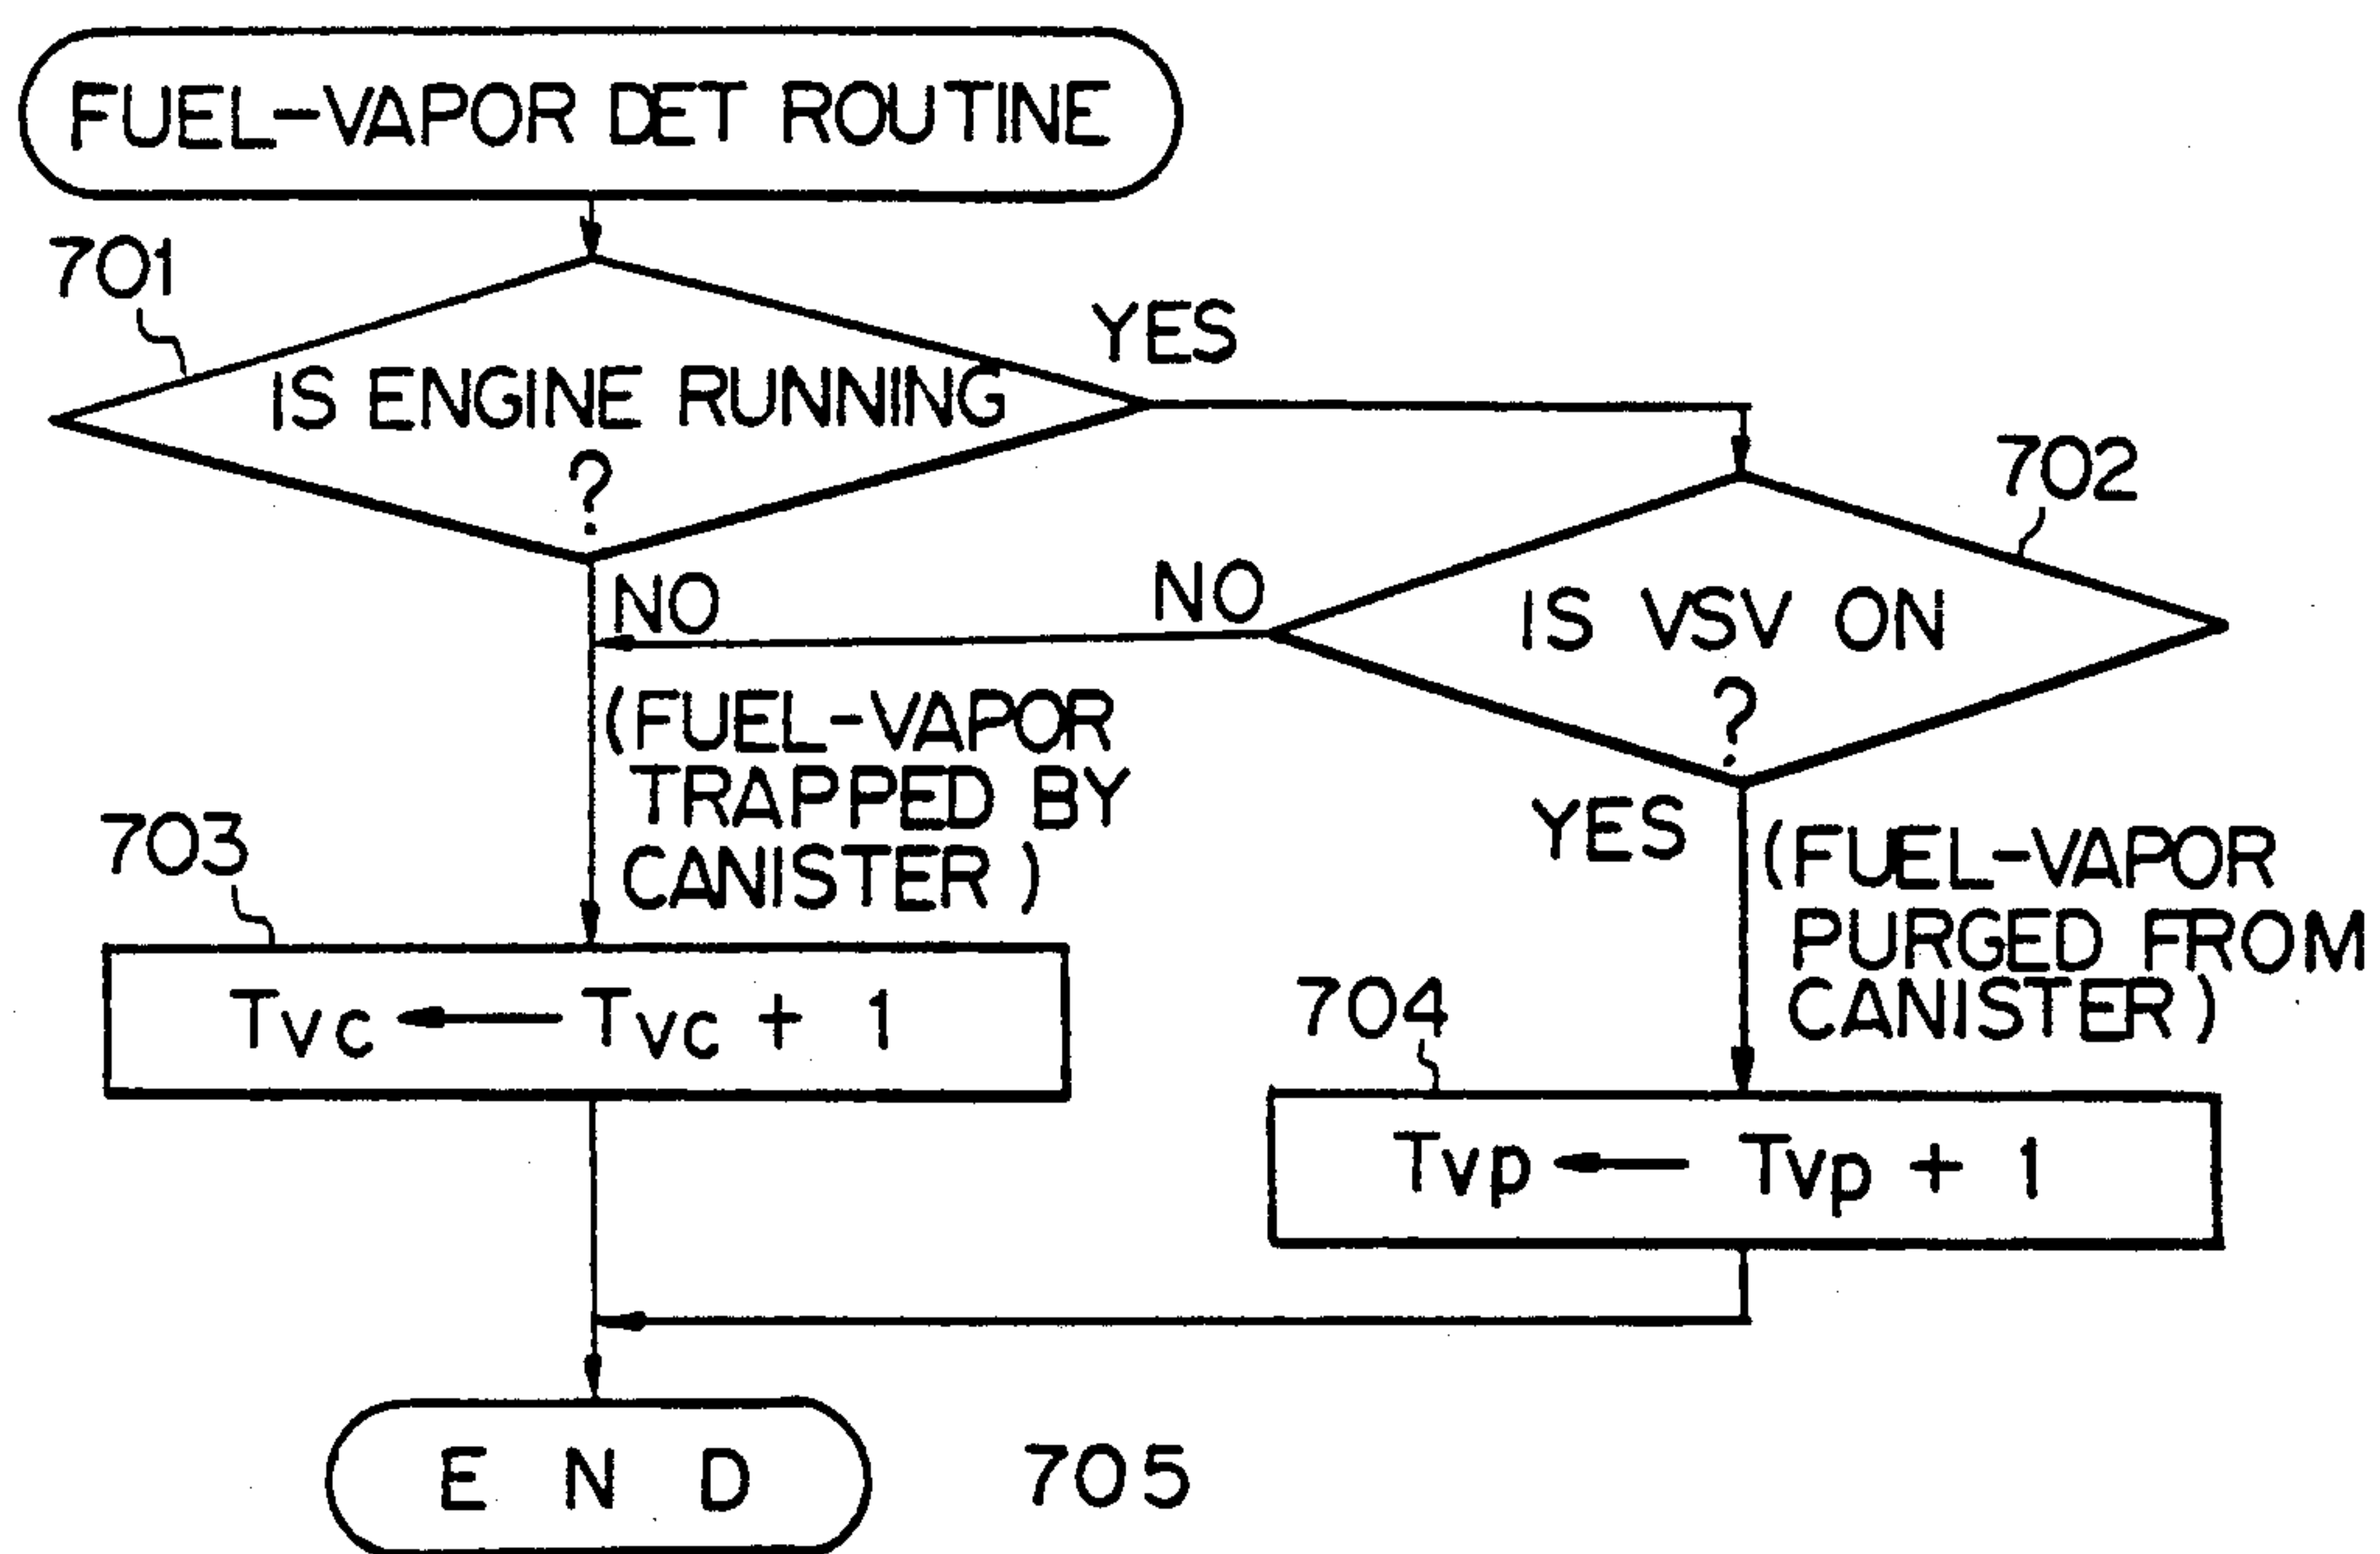 FUEL-VAPOR DET ROUTINE
701
IS ENGINE RUNNING
?
YES
NO
702
IS VSV ON
?
NO
YES
(FUEL-VAPOR
TRAPPED BY
CANISTER)
703
Tvc ← Tvc + 1
(FUEL-VAPOR
PURGED FROM
CANISTER)
704
Tvp ← Tvp + 1
END
705